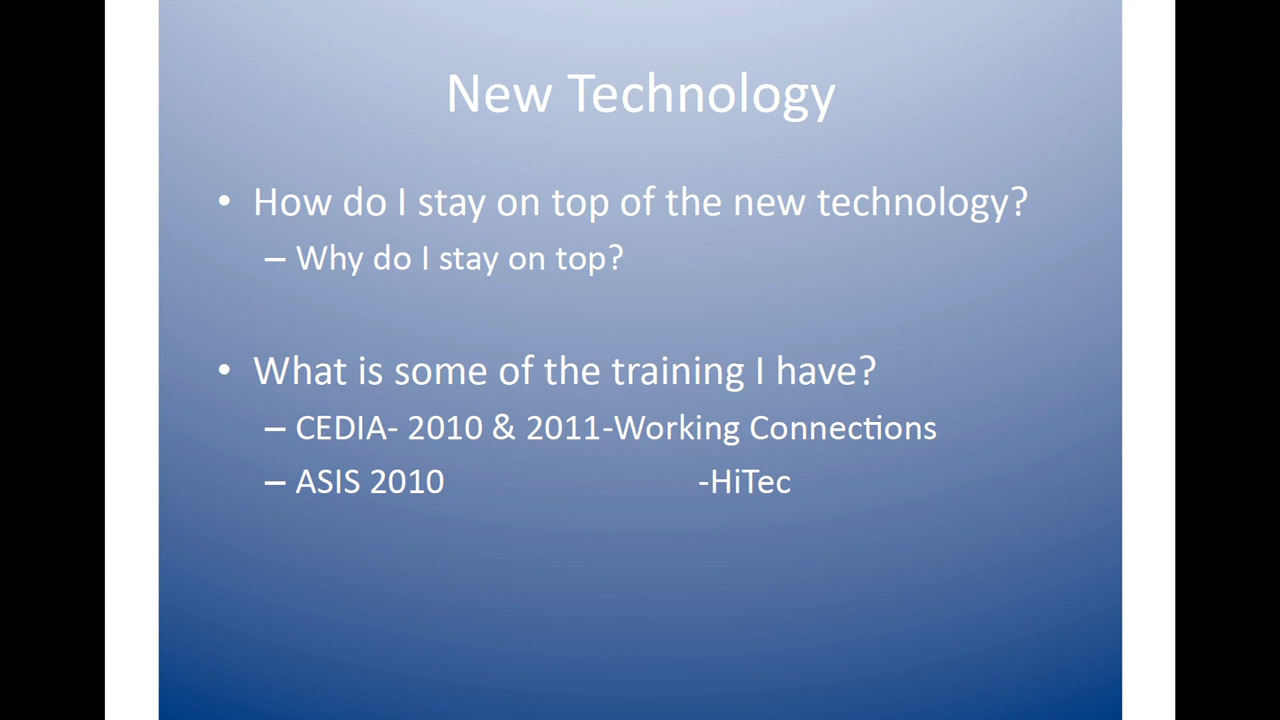 New Technology
• How do I stay on top of the new technology?
– Why do I stay on top?
• What is some of the training I have?
– CEDIA- 2010 & 2011-Working Connections
– ASIS 2010 -HiTec